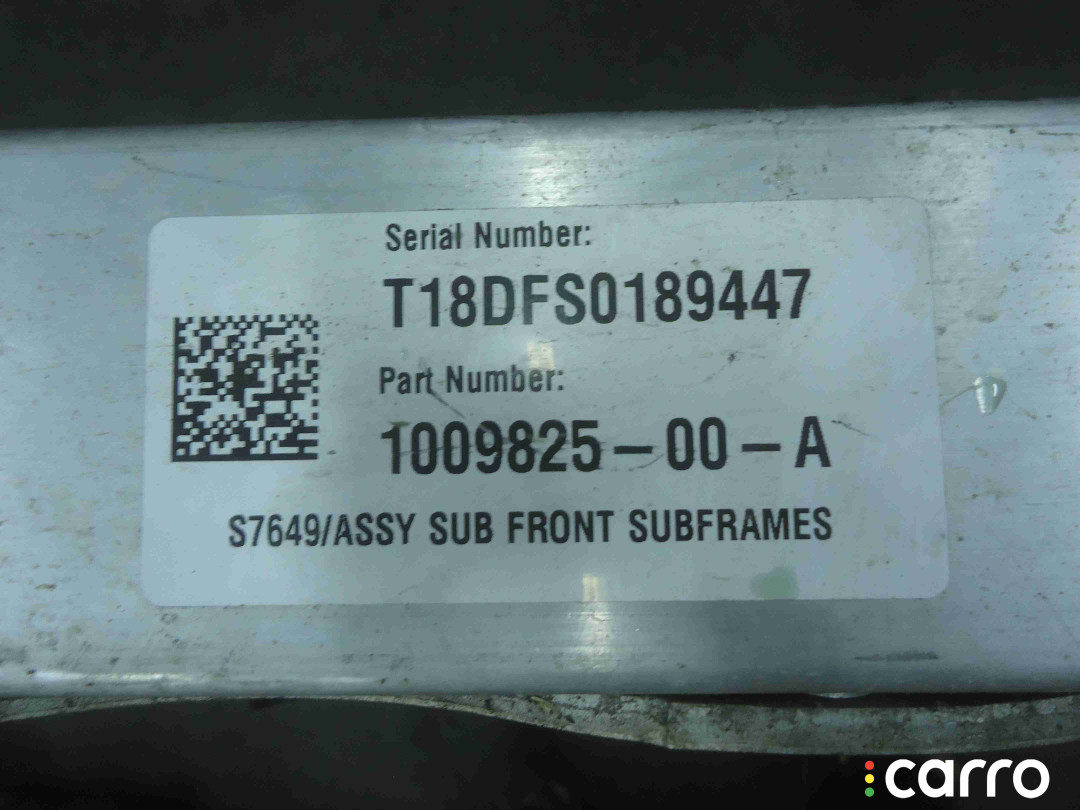 Serial Number:
T18DFS0189447
Part Number:
1009825-00-A
S7649/ASSY SUB FRONT SUBFRAMES
carro